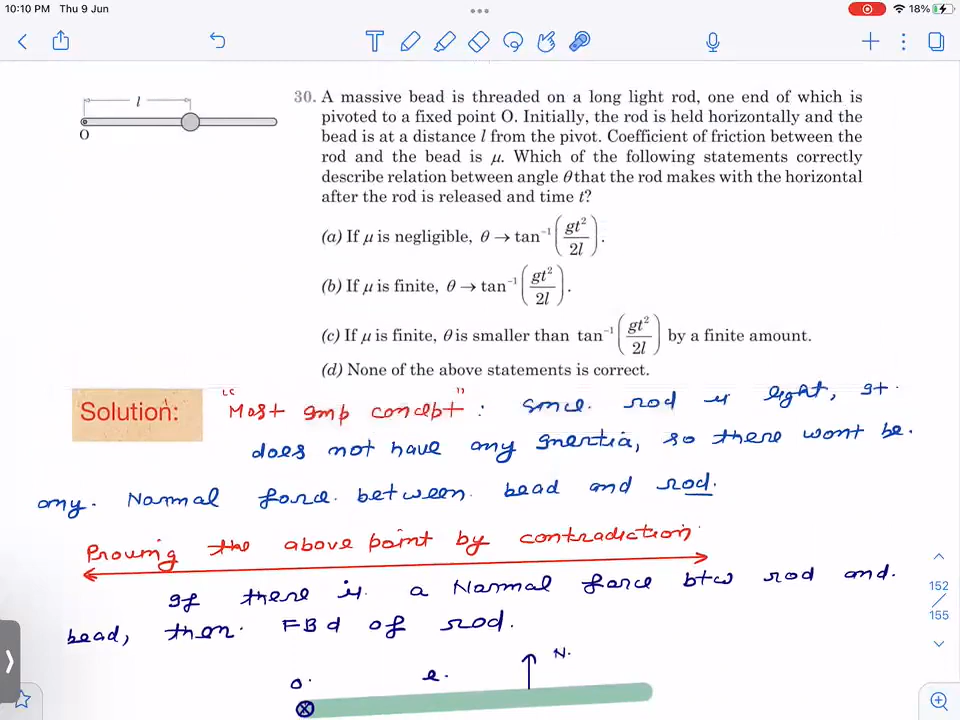 10:10 PM Thu 9 Jun
18%
l
O
30. A massive bead is threaded on a long light rod, one end of which is
pivoted to a fixed point O. Initially, the rod is held horizontally and the
bead is at a distance l from the pivot. Coefficient of friction between the
rod and the bead is μ. Which of the following statements correctly
describe relation between angle θ that the rod makes with the horizontal
after the rod is released and time t?
(a) If μ is negligible, θ → tan⁻¹(gt²/2l).
(b) If μ is finite, θ → tan⁻¹(gt²/2l).
(c) If μ is finite, θ is smaller than tan⁻¹(gt²/2l) by a finite amount.
(d) None of the above statements is correct.
Solution: "Most Imp concept" : Since rod is light, It
does not have any Inertia, so there wont be
any. Normal force between bead and rod
Proving the above point by contradiction
If there is a Normal force btw rod and
bead, then FBd of rod.
N.
O
l
152
155